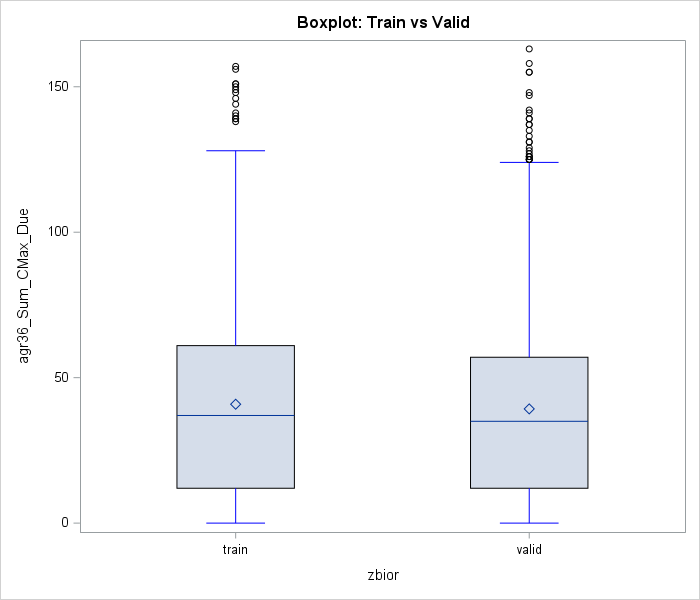 Boxplot: Train vs Valid
150
100
50
0
agr36_Sum_CMax_Due
train
valid
zbior